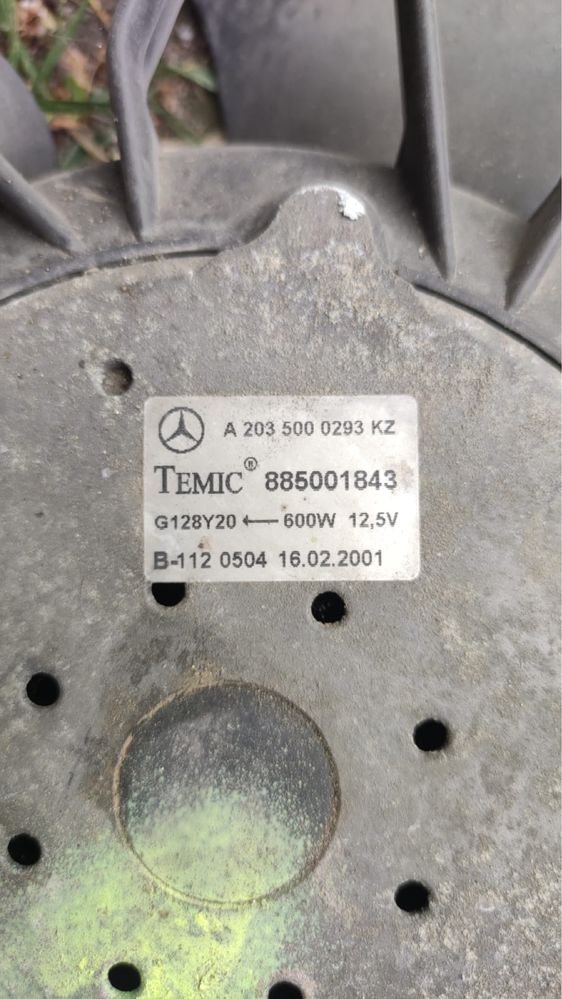 A 203 500 0293 KZ
TEMIC® 885001843
G128Y20 ← 600W 12,5V
B-112 0504 16.02.2001